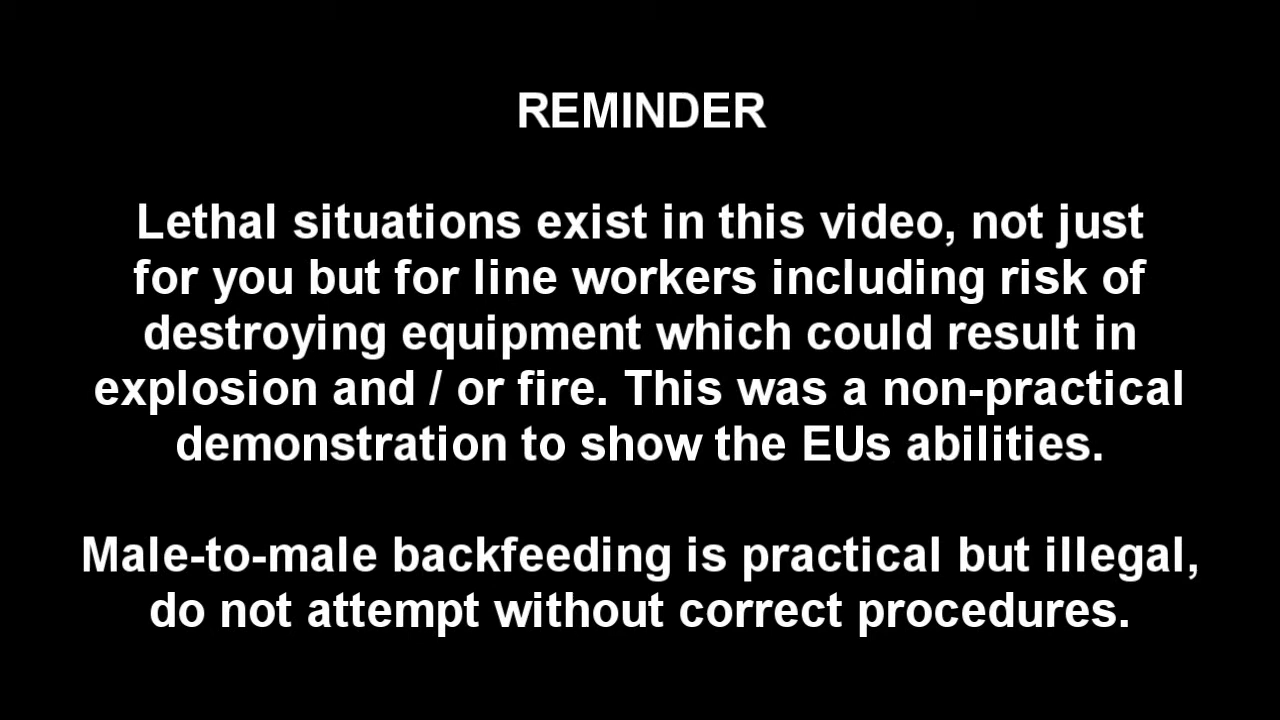 REMINDER
Lethal situations exist in this video, not just
for you but for line workers including risk of
destroying equipment which could result in
explosion and / or fire. This was a non-practical
demonstration to show the EUs abilities.
Male-to-male backfeeding is practical but illegal,
do not attempt without correct procedures.